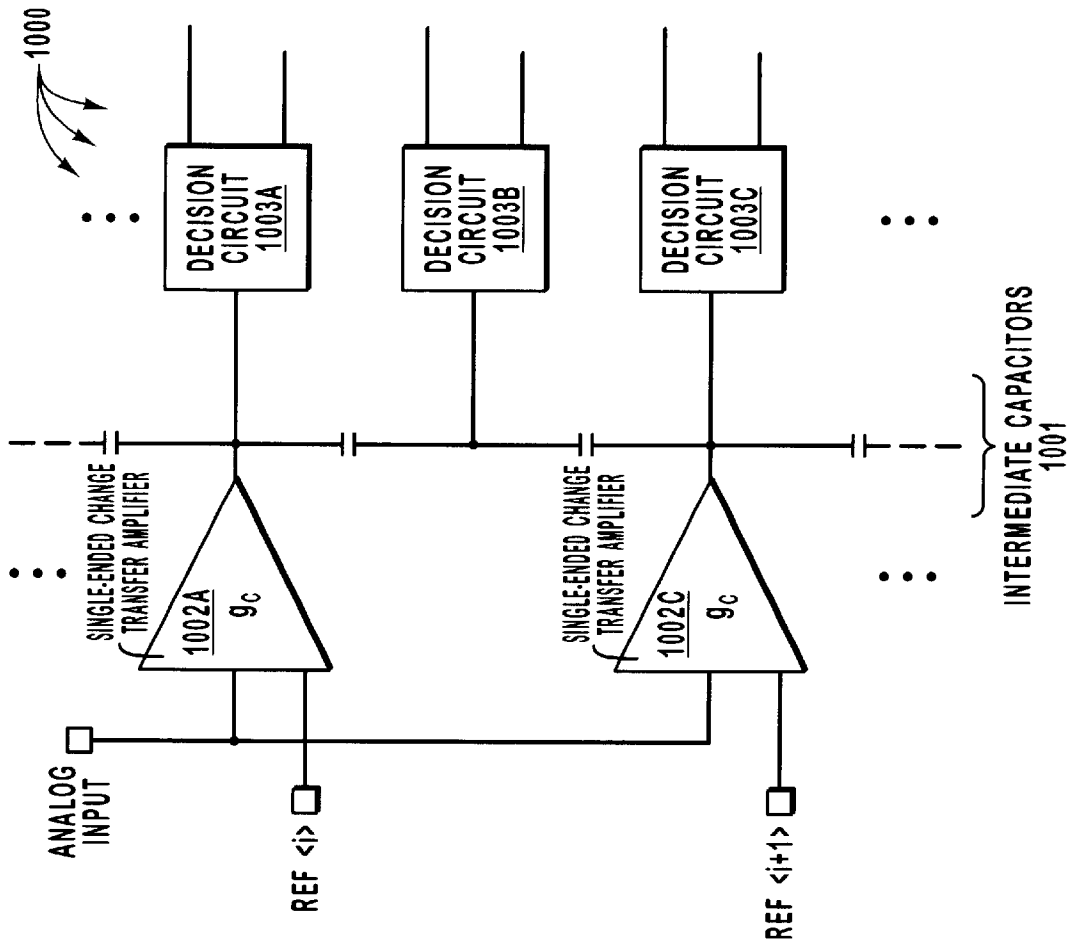 1000
ANALOG
INPUT
SINGLE-ENDED CHANGE
TRANSFER AMPLIFIER
1002A
gC
REF <i>
DECISION
CIRCUIT
1003A
DECISION
CIRCUIT
1003B
SINGLE-ENDED CHANGE
TRANSFER AMPLIFIER
1002C
gC
REF <i+1>
DECISION
CIRCUIT
1003C
INTERMEDIATE CAPACITORS
1001